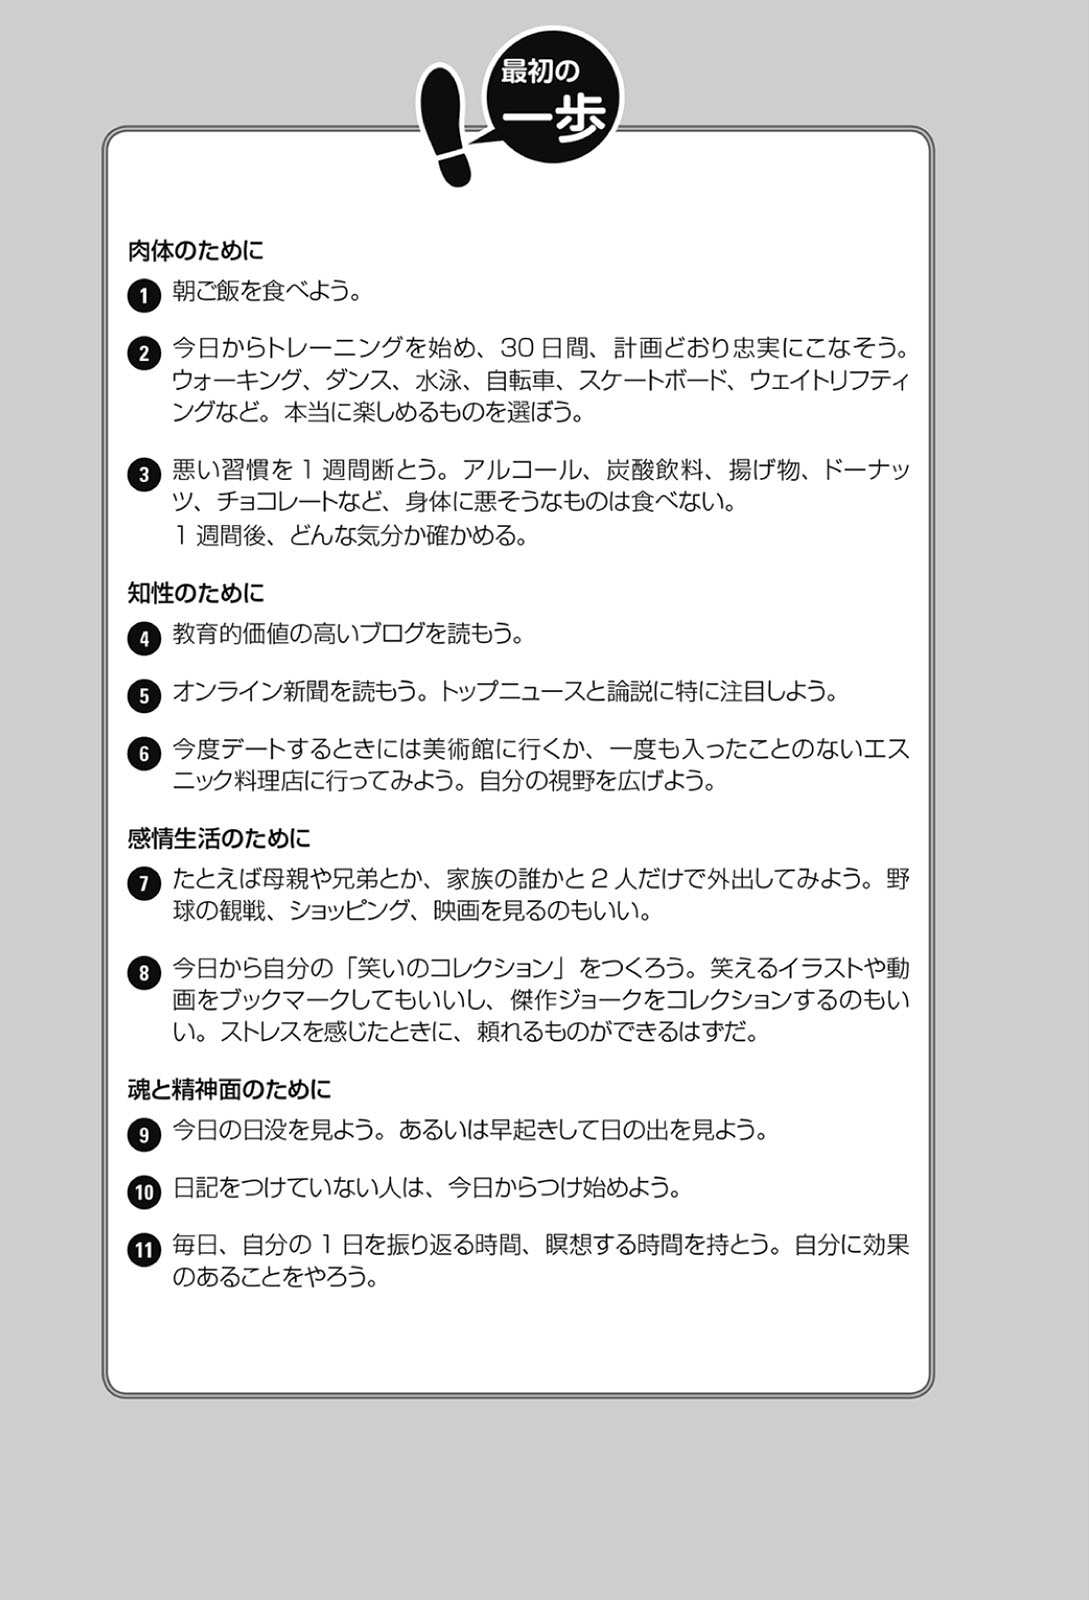 最初の
一歩
肉体のために
1 朝ご飯を食べよう。
2 今日からトレーニングを始め、30 日間、計画どおり忠実にこなそう。
ウォーキング、ダンス、水泳、自転車、スケートボード、ウェイトリフティ
ングなど。本当に楽しめるものを選ぼう。
3 悪い習慣を 1 週間断とう。アルコール、炭酸飲料、揚げ物、ドーナッ
ツ、チョコレートなど、身体に悪そうなものは食べない。
1 週間後、どんな気分か確かめる。
知性のために
4 教育的価値の高いブログを読もう。
5 オンライン新聞を読もう。トップニュースと論説に特に注目しよう。
6 今度デートするときには美術館に行くか、一度も入ったことのないエス
ニック料理店に行ってみよう。自分の視野を広げよう。
感情生活のために
7 たとえば母親や兄弟とか、家族の誰かと 2 人だけで外出してみよう。野
球の観戦、ショッピング、映画を見るのもいい。
8 今日から自分の「笑いのコレクション」をつくろう。笑えるイラストや動
画をブックマークしてもいいし、傑作ジョークをコレクションするのもい
い。ストレスを感じたときに、頼れるものができるはずだ。
魂と精神面のために
9 今日の日没を見よう。あるいは早起きして日の出を見よう。
10 日記をつけていない人は、今日からつけ始めよう。
11 毎日、自分の 1 日を振り返る時間、瞑想する時間を持とう。自分に効果
のあることをやろう。